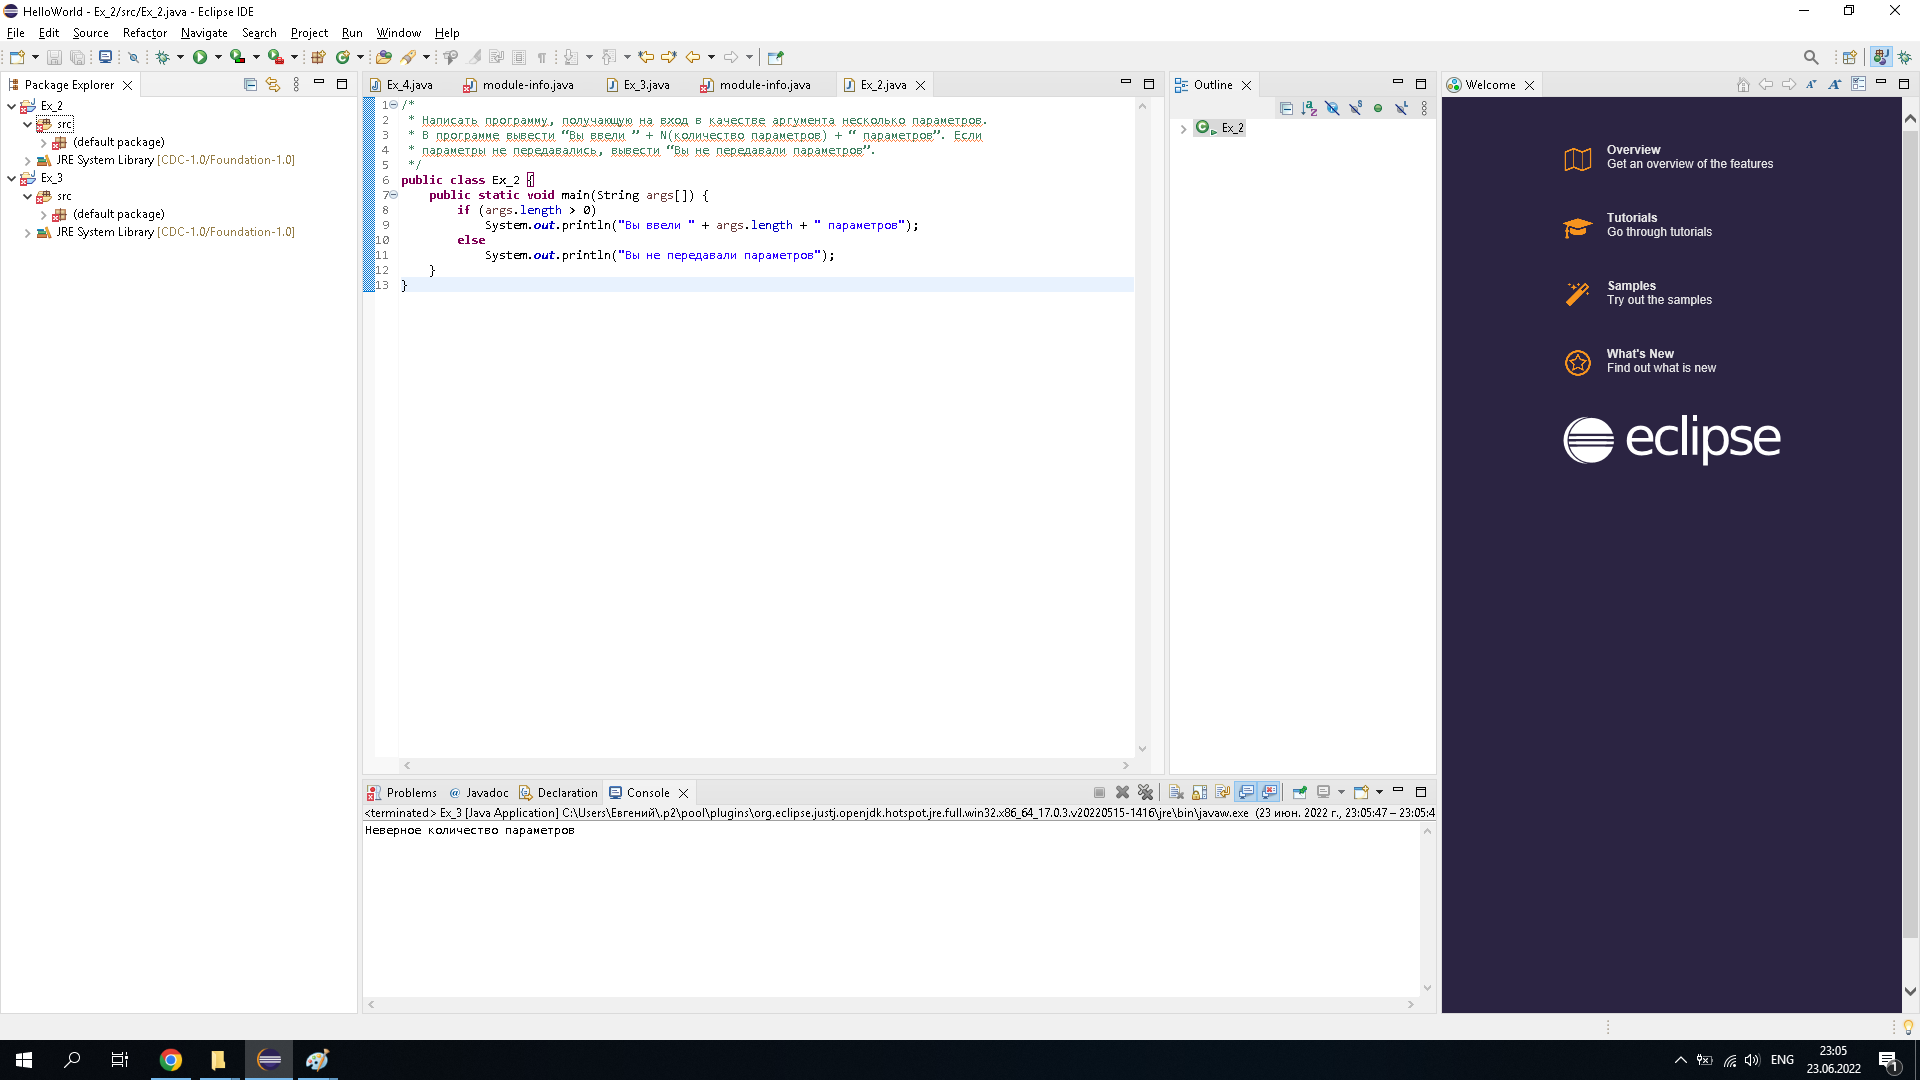 HelloWorld - Ex_2/src/Ex_2.java - Eclipse IDE
File Edit Source Refactor Navigate Search Project Run Window Help
Package Explorer
Ex_2
src
(default package)
JRE System Library [CDC-1.0/Foundation-1.0]
Ex_3
src
(default package)
JRE System Library [CDC-1.0/Foundation-1.0]
Ex_4.java module-info.java Ex_3.java module-info.java Ex_2.java
1 /*
2 * Написать программу, получающую на вход в качестве аргумента несколько параметров.
3 * В программе вывести “Вы ввели ” + N(количество параметров) + “ параметров”. Если
4 * параметры не передавались, вывести “Вы не передавали параметров”.
5 */
6 public class Ex_2 {
7 public static void main(String args[]) {
8 if (args.length > 0)
9 System.out.println("Вы ввели " + args.length + " параметров");
10 else
11 System.out.println("Вы не передавали параметров");
12 }
13 }
Outline
Ex_2
Welcome
Overview
Get an overview of the features
Tutorials
Go through tutorials
Samples
Try out the samples
What's New
Find out what is new
eclipse
Problems Javadoc Declaration Console
<terminated> Ex_3 [Java Application] C:\Users\Евгений\.p2\pool\plugins\org.eclipse.justj.openjdk.hotspot.jre.full.win32.x86_64_17.0.3.v20220515-1416\jre\bin\javaw.exe (23 июн. 2022 г., 23:05:47 – 23:05:4
Неверное количество параметров
ENG
23:05
23.06.2022
1